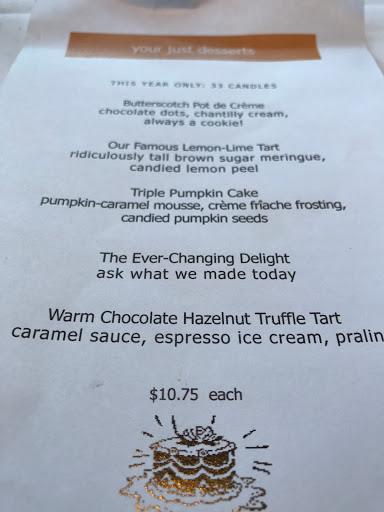 your just desserts
THIS YEAR ONLY: 33 CANDLES
Butterscotch Pot de Crème
chocolate dots, chantilly cream,
always a cookie!
Our Famous Lemon-Lime Tart
ridiculously tall brown sugar meringue,
candied lemon peel
Triple Pumpkin Cake
pumpkin-caramel mousse, crème frîache frosting,
candied pumpkin seeds
The Ever-Changing Delight
ask what we made today
Warm Chocolate Hazelnut Truffle Tart
caramel sauce, espresso ice cream, pralin
$10.75 each